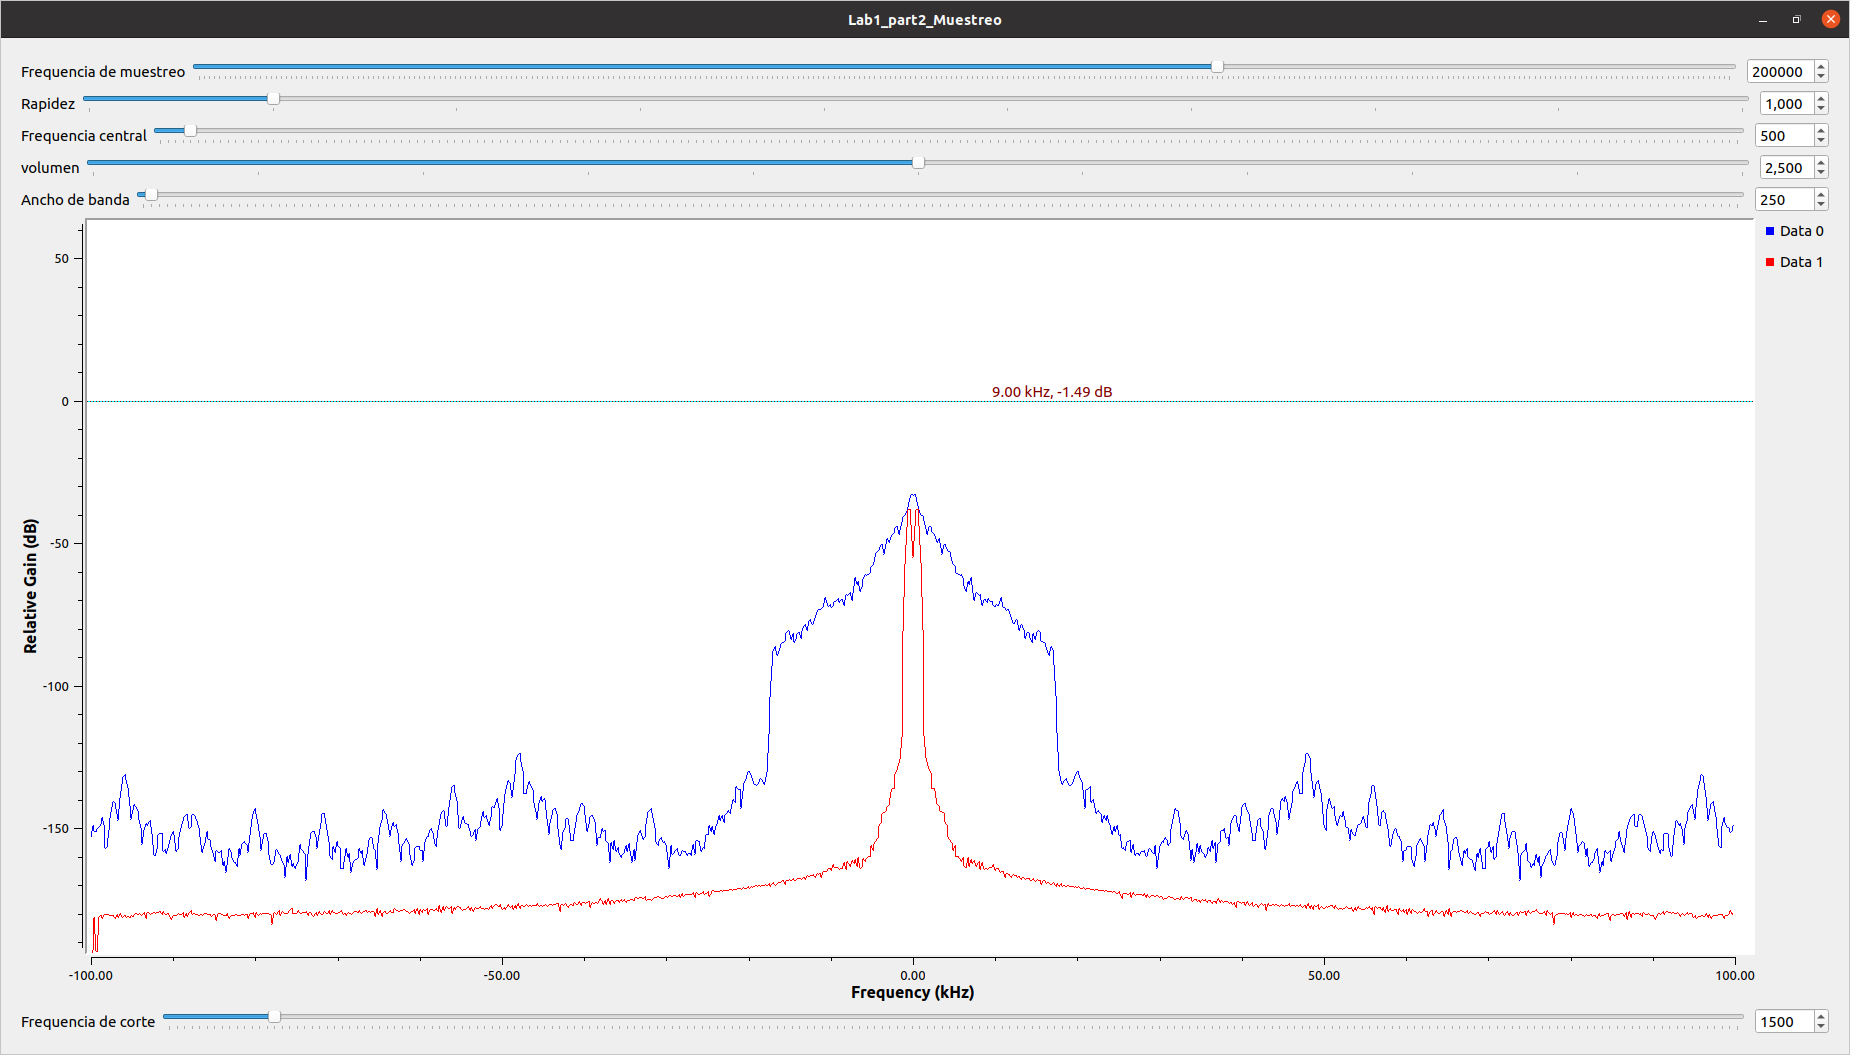 Lab1_part2_Muestreo
Frequencia de muestreo 200000
Rapidez 1,000
Frequencia central 500
volumen 2,500
Ancho de banda 250
Data 0
Data 1
50
0
-50
-100
-150
Relative Gain (dB)
9.00 kHz, -1.49 dB
-100.00 -50.00 0.00 50.00 100.00
Frequency (kHz)
Frequencia de corte 1500